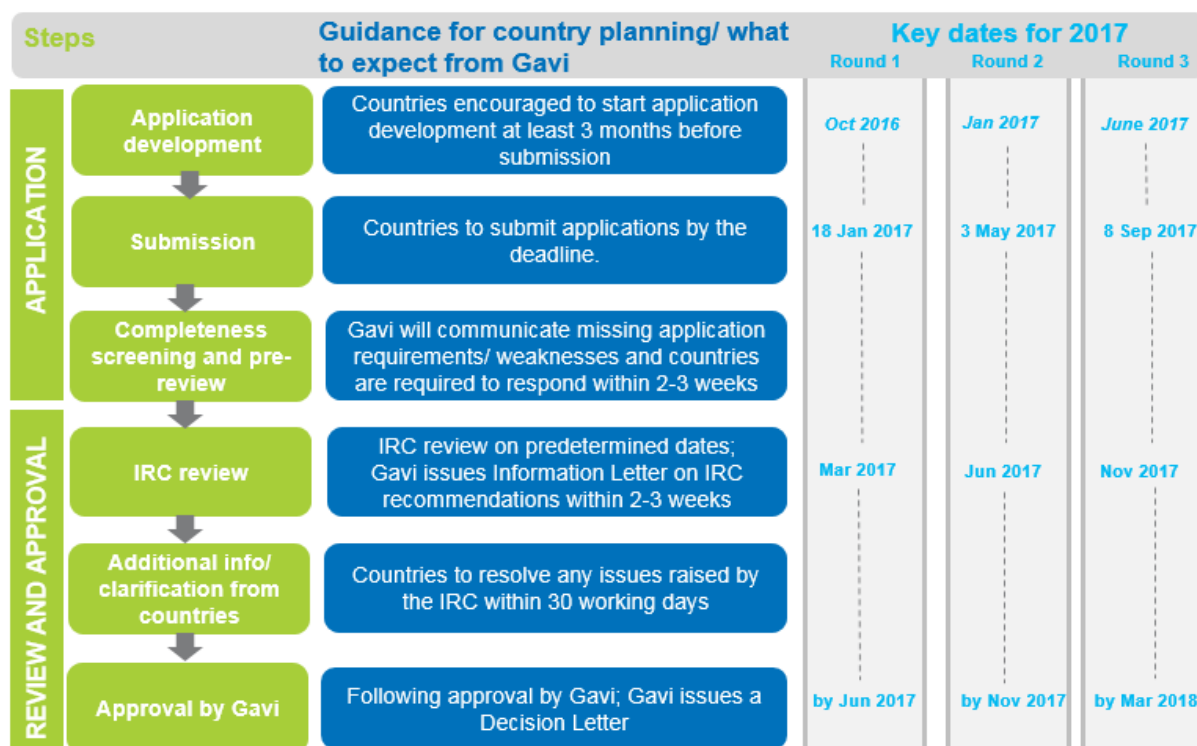 Steps
Guidance for country planning/ what
to expect from Gavi
Key dates for 2017
Round 1
Round 2
Round 3
APPLICATION
Application
development
Countries encouraged to start application
development at least 3 months before
submission
Oct 2016
Jan 2017
June 2017
Submission
Countries to submit applications by the
deadline.
18 Jan 2017
3 May 2017
8 Sep 2017
Completeness
screening and pre-
review
Gavi will communicate missing application
requirements/ weaknesses and countries
are required to respond within 2-3 weeks
REVIEW AND APPROVAL
IRC review
IRC review on predetermined dates;
Gavi issues Information Letter on IRC
recommendations within 2-3 weeks
Mar 2017
Jun 2017
Nov 2017
Additional info/
clarification from
countries
Countries to resolve any issues raised by
the IRC within 30 working days
Approval by Gavi
Following approval by Gavi; Gavi issues a
Decision Letter
by Jun 2017
by Nov 2017
by Mar 2018